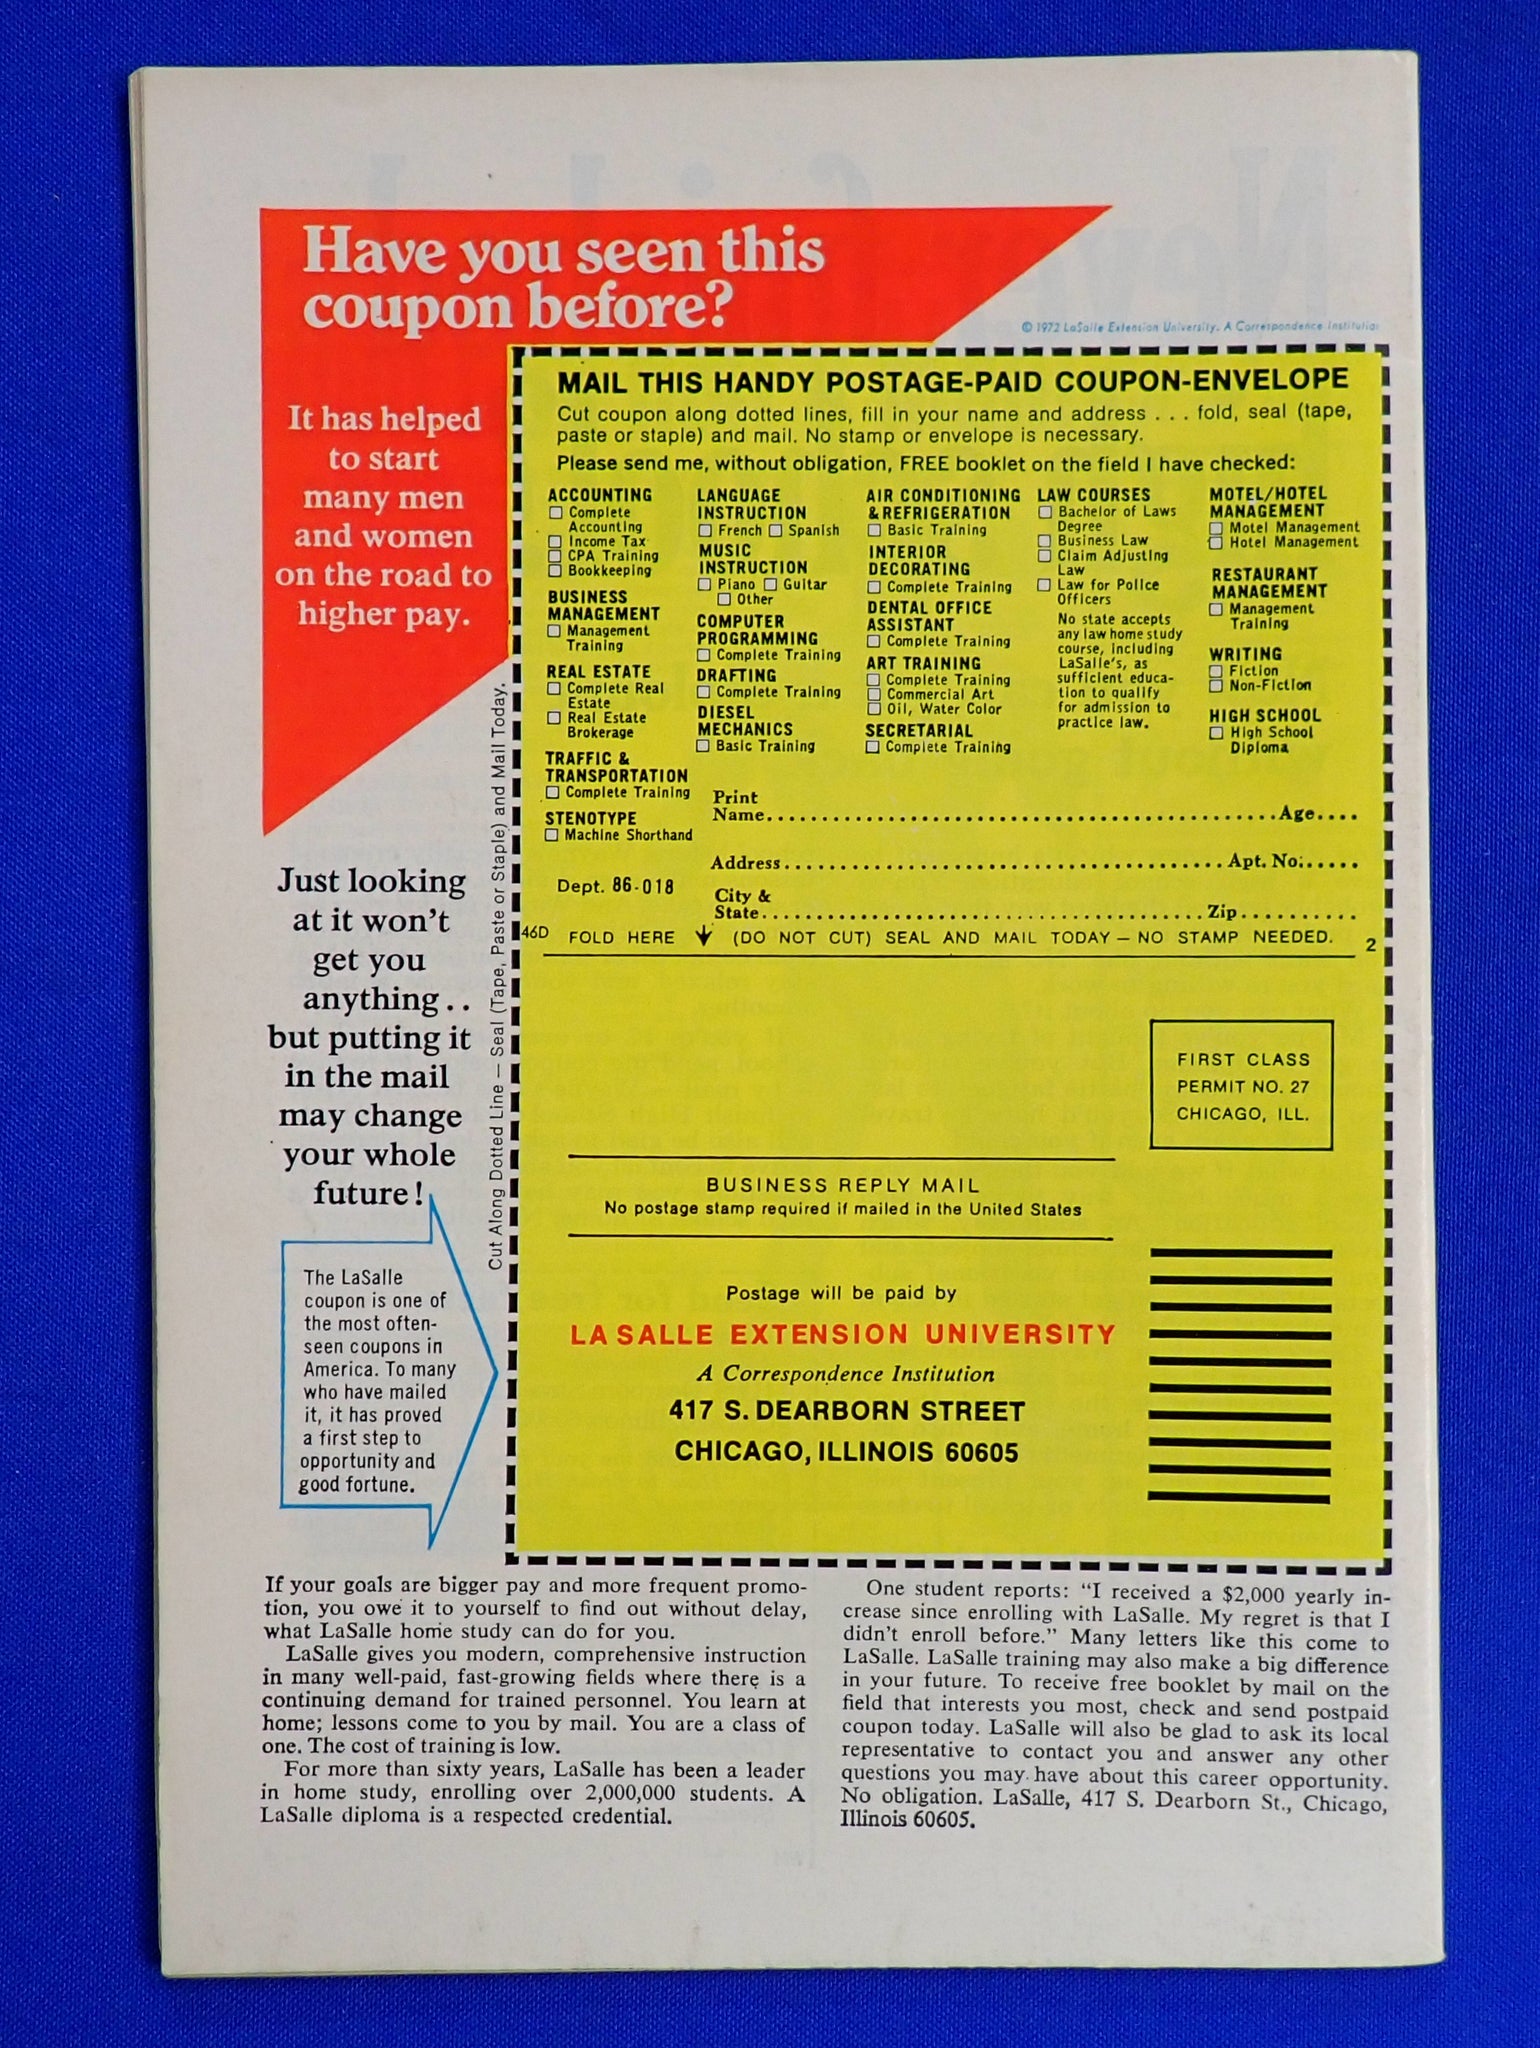 Have you seen this
coupon before?
© 1972 LaSalle Extension University. A Correspondence Institution
It has helped
to start
many men
and women
on the road to
higher pay.
Just looking
at it won't
get you
anything..
but putting it
in the mail
may change
your whole
future!
The LaSalle
coupon is one of
the most often-
seen coupons in
America. To many
who have mailed
it, it has proved
a first step to
opportunity and
good fortune.
Cut Along Dotted Line — Seal (Tape, Paste or Staple) and Mail Today.
MAIL THIS HANDY POSTAGE-PAID COUPON-ENVELOPE
Cut coupon along dotted lines, fill in your name and address . . . fold, seal (tape,
paste or staple) and mail. No stamp or envelope is necessary.
Please send me, without obligation, FREE booklet on the field I have checked:
ACCOUNTING
Complete
Accounting
Income Tax
CPA Training
Bookkeeping
BUSINESS
MANAGEMENT
Management
Training
REAL ESTATE
Complete Real
Estate
Real Estate
Brokerage
TRAFFIC &
TRANSPORTATION
Complete Training
STENOTYPE
Machine Shorthand
LANGUAGE
INSTRUCTION
French Spanish
MUSIC
INSTRUCTION
Piano Guitar
Other
COMPUTER
PROGRAMMING
Complete Training
DRAFTING
Complete Training
DIESEL
MECHANICS
Basic Training
AIR CONDITIONING
& REFRIGERATION
Basic Training
INTERIOR
DECORATING
Complete Training
DENTAL OFFICE
ASSISTANT
Complete Training
ART TRAINING
Complete Training
Commercial Art
Oil, Water Color
SECRETARIAL
Complete Training
LAW COURSES
Bachelor of Laws
Degree
Business Law
Claim Adjusting
Law
Law for Police
Officers
No state accepts
any law home study
course, including
LaSalle's, as
sufficient educa-
tion to qualify
for admission to
practice law.
MOTEL/HOTEL
MANAGEMENT
Motel Management
Hotel Management
RESTAURANT
MANAGEMENT
Management
Training
WRITING
Fiction
Non-Fiction
HIGH SCHOOL
High School
Diploma
Print
Name Age
Address Apt. No.
Dept. 86-018
City &
State Zip
46D FOLD HERE (DO NOT CUT) SEAL AND MAIL TODAY — NO STAMP NEEDED. 2
FIRST CLASS
PERMIT NO. 27
CHICAGO, ILL.
BUSINESS REPLY MAIL
No postage stamp required if mailed in the United States
Postage will be paid by
LA SALLE EXTENSION UNIVERSITY
A Correspondence Institution
417 S. DEARBORN STREET
CHICAGO, ILLINOIS 60605
If your goals are bigger pay and more frequent promo-
tion, you owe it to yourself to find out without delay,
what LaSalle home study can do for you.
LaSalle gives you modern, comprehensive instruction
in many well-paid, fast-growing fields where there is a
continuing demand for trained personnel. You learn at
home; lessons come to you by mail. You are a class of
one. The cost of training is low.
For more than sixty years, LaSalle has been a leader
in home study, enrolling over 2,000,000 students. A
LaSalle diploma is a respected credential.
One student reports: "I received a $2,000 yearly in-
crease since enrolling with LaSalle. My regret is that I
didn't enroll before." Many letters like this come to
LaSalle. LaSalle training may also make a big difference
in your future. To receive free booklet by mail on the
field that interests you most, check and send postpaid
coupon today. LaSalle will also be glad to ask its local
representative to contact you and answer any other
questions you may have about this career opportunity.
No obligation. LaSalle, 417 S. Dearborn St., Chicago,
Illinois 60605.